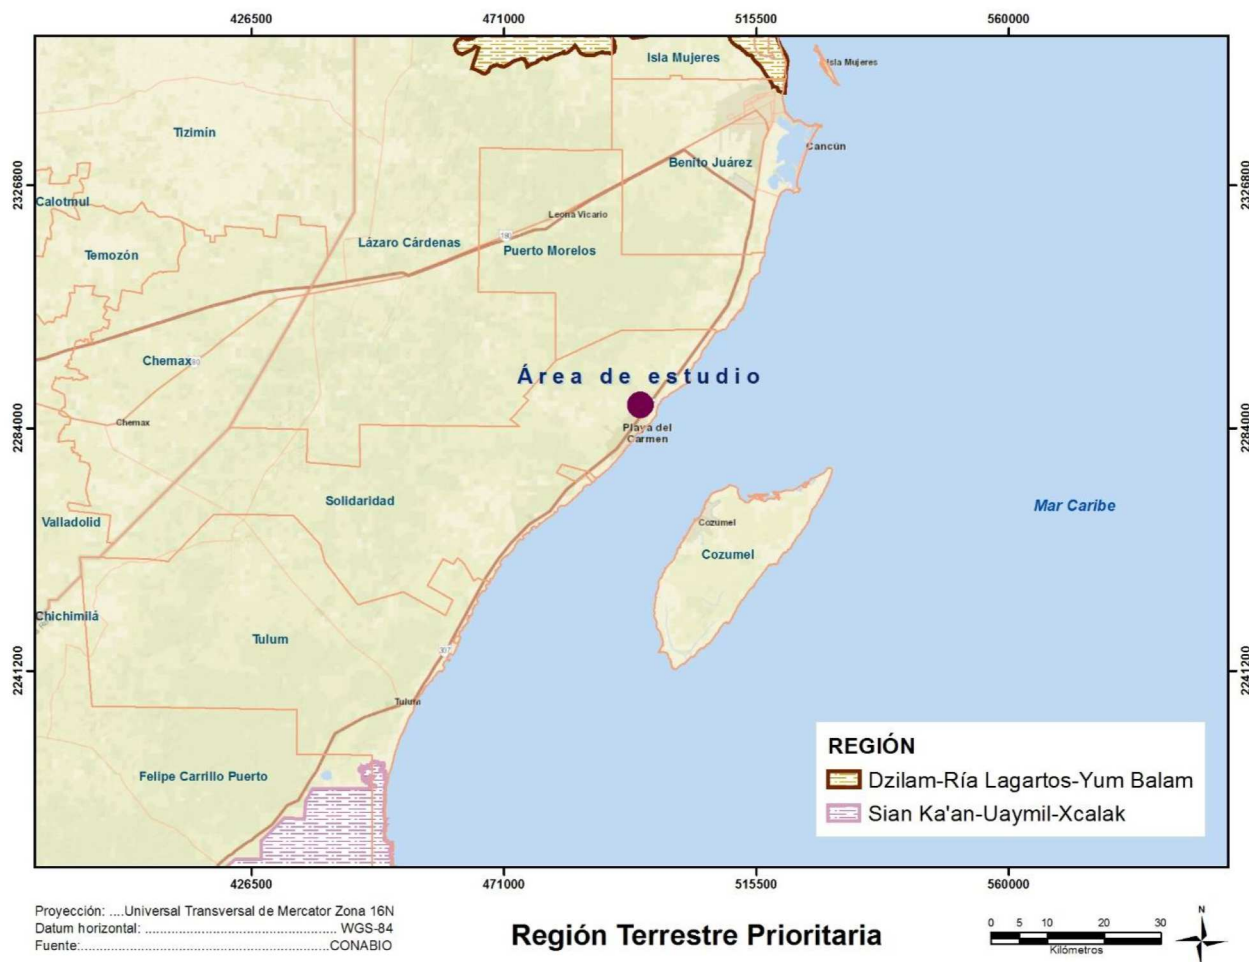 426500
471000
515500
560000
Isla Mujeres
Isla Mujeres
Tizimín
Cancún
Benito Juárez
2326800
2326800
Calotmul
Leona Vicario
180
Lázaro Cárdenas
Puerto Morelos
Temozón
Chemax
Área de estudio
Chemax
Playa del
Carmen
2284000
2284000
Solidaridad
Mar Caribe
Valladolid
Cozumel
Cozumel
Chichimilá
Tulum
307
2241200
2241200
Tulum
REGIÓN
Felipe Carrillo Puerto
Dzilam-Ría Lagartos-Yum Balam
Sian Ka'an-Uaymil-Xcalak
426500
471000
515500
560000
Proyección: ....Universal Transversal de Mercator Zona 16N
Datum horizontal: ................................................ WGS-84
Fuente:...............................................................CONABIO
Región Terrestre Prioritaria
0 5 10 20 30
Kilómetros
N